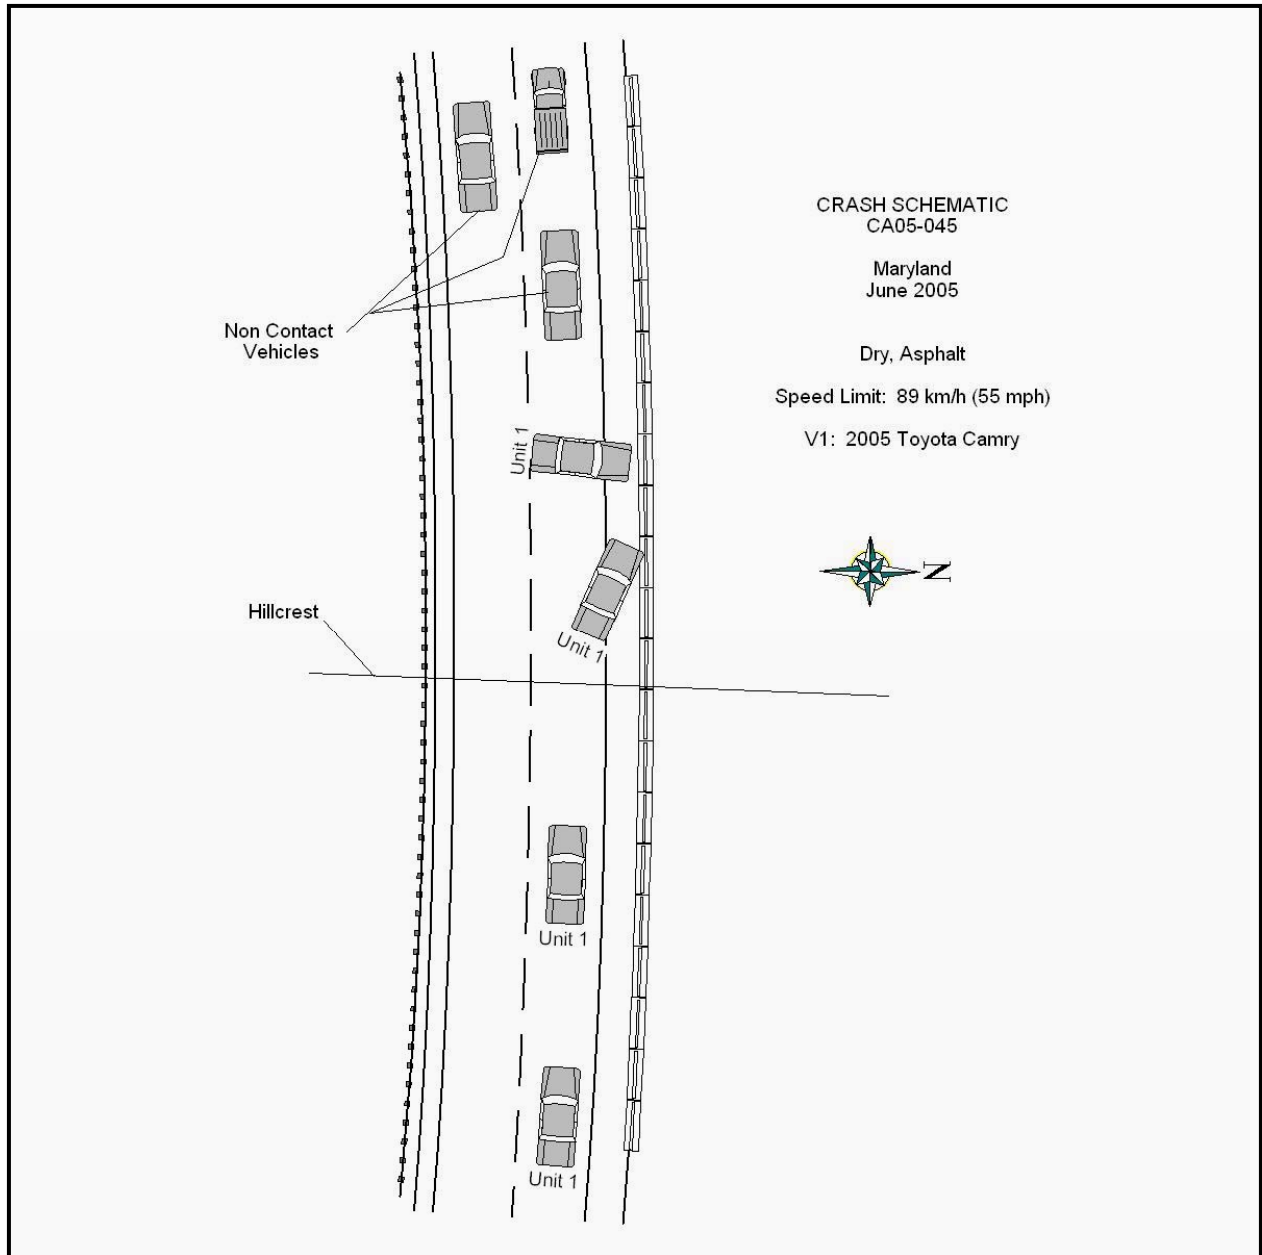 CRASH SCHEMATIC
CA05-045
Maryland
June 2005
Dry, Asphalt
Speed Limit: 89 km/h (55 mph)
V1: 2005 Toyota Camry
N
Non Contact
Vehicles
Unit 1
Unit 1
Hillcrest
Unit 1
Unit 1